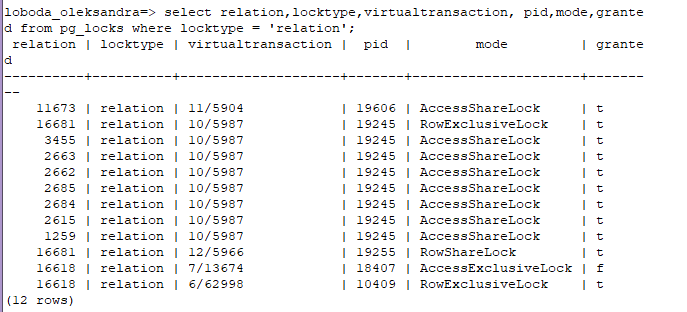 loboda_oleksandra=> select relation,locktype,virtualtransaction, pid,mode,grante
d from pg_locks where locktype = 'relation';
 relation | locktype | virtualtransaction |  pid  |        mode         | grante
d
----------+----------+--------------------+-------+---------------------+-------
--
    11673 | relation | 11/5904            | 19606 | AccessShareLock     | t
    16681 | relation | 10/5987            | 19245 | RowExclusiveLock    | t
     3455 | relation | 10/5987            | 19245 | AccessShareLock     | t
     2663 | relation | 10/5987            | 19245 | AccessShareLock     | t
     2662 | relation | 10/5987            | 19245 | AccessShareLock     | t
     2685 | relation | 10/5987            | 19245 | AccessShareLock     | t
     2684 | relation | 10/5987            | 19245 | AccessShareLock     | t
     2615 | relation | 10/5987            | 19245 | AccessShareLock     | t
     1259 | relation | 10/5987            | 19245 | AccessShareLock     | t
    16681 | relation | 12/5966            | 19255 | RowShareLock        | t
    16618 | relation | 7/13674            | 18407 | AccessExclusiveLock | f
    16618 | relation | 6/62998            | 10409 | RowExclusiveLock    | t
(12 rows)